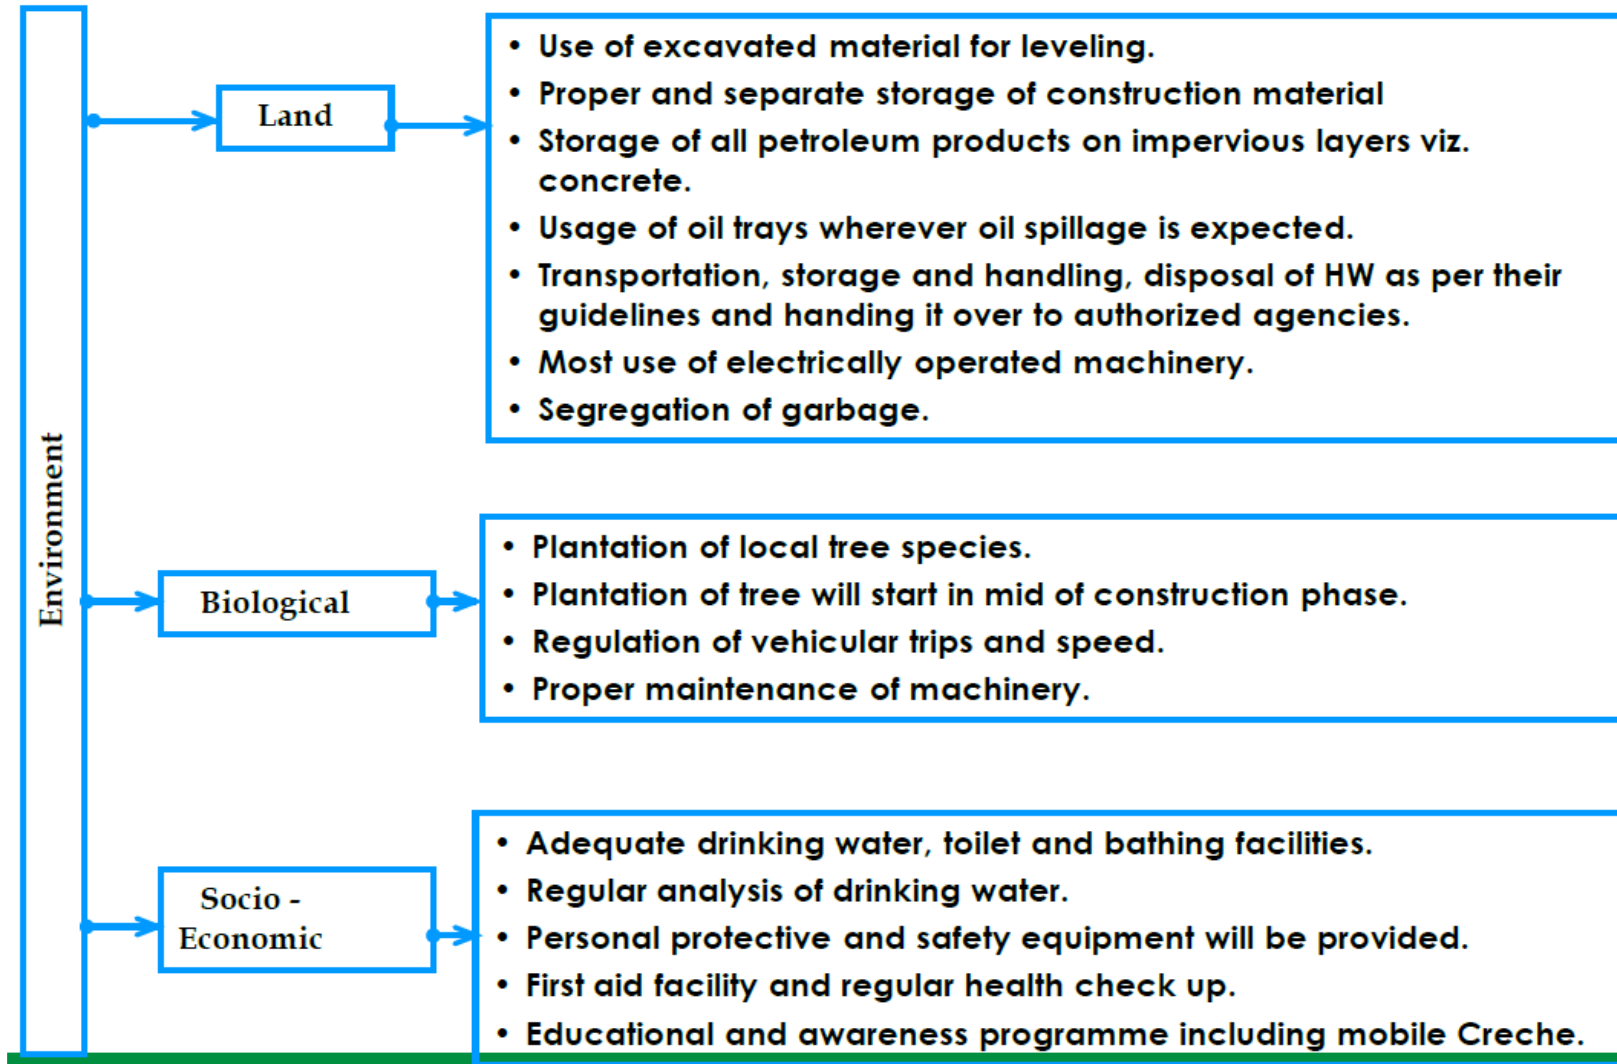 Environment
Land
• Use of excavated material for leveling.
• Proper and separate storage of construction material
• Storage of all petroleum products on impervious layers viz.
concrete.
• Usage of oil trays wherever oil spillage is expected.
• Transportation, storage and handling, disposal of HW as per their
guidelines and handing it over to authorized agencies.
• Most use of electrically operated machinery.
• Segregation of garbage.
Biological
• Plantation of local tree species.
• Plantation of tree will start in mid of construction phase.
• Regulation of vehicular trips and speed.
• Proper maintenance of machinery.
Socio -
Economic
• Adequate drinking water, toilet and bathing facilities.
• Regular analysis of drinking water.
• Personal protective and safety equipment will be provided.
• First aid facility and regular health check up.
• Educational and awareness programme including mobile Creche.